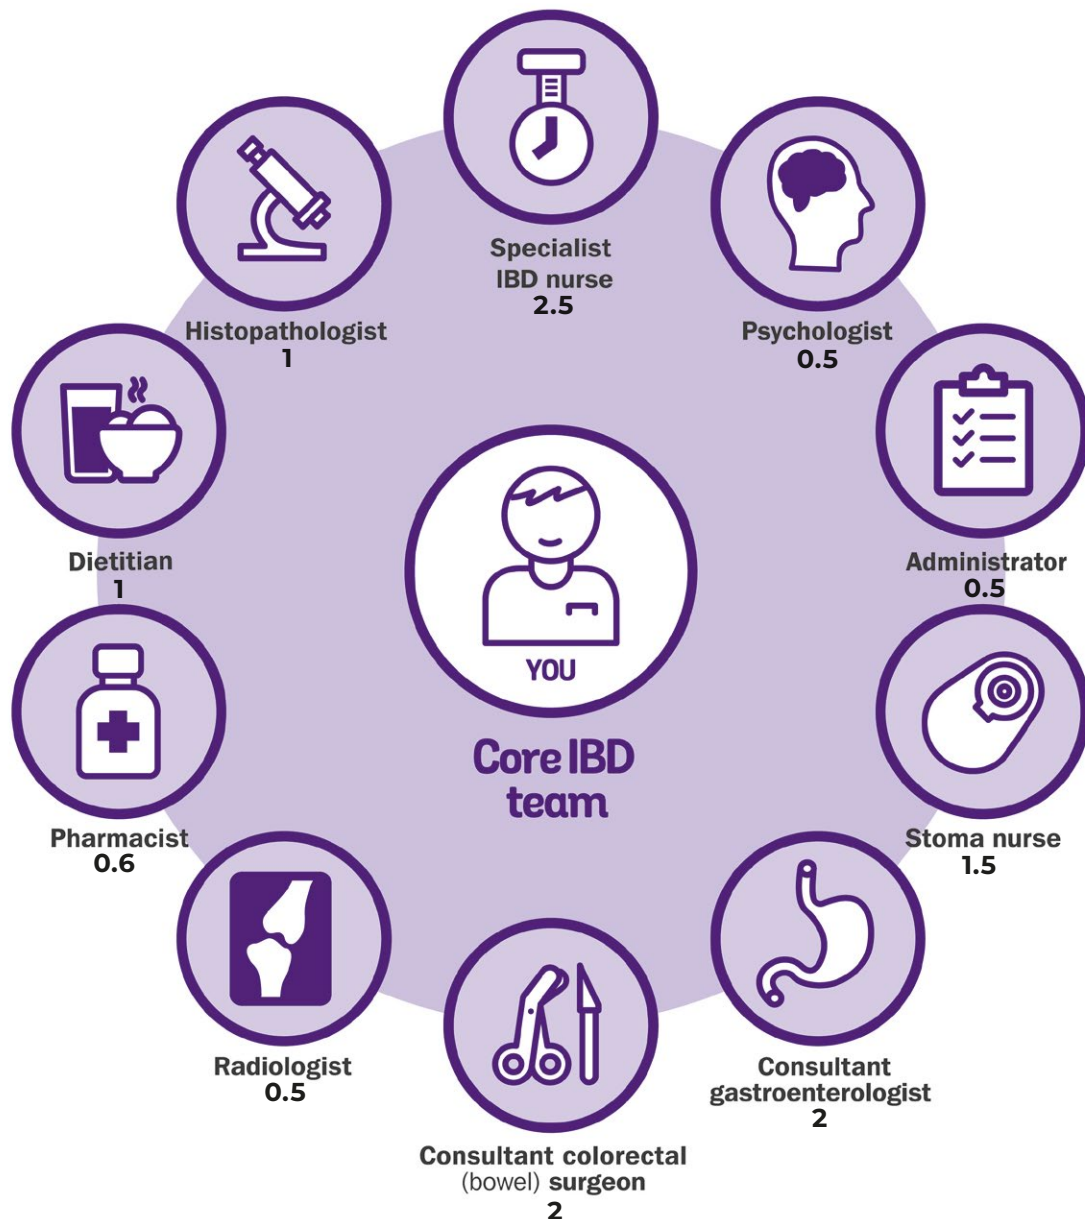 Specialist
IBD nurse
2.5
Psychologist
0.5
Administrator
0.5
Stoma nurse
1.5
Consultant
gastroenterologist
2
Consultant colorectal
(bowel) surgeon
2
Radiologist
0.5
Pharmacist
0.6
Dietitian
1
Histopathologist
1
YOU
Core IBD
team